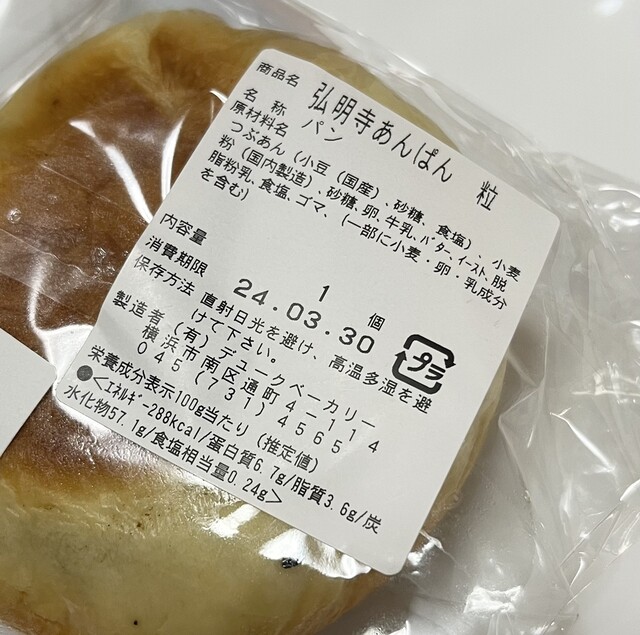 商品名 弘明寺あんぱん 粒
名 称 パン
原材料名
つぶあん（小豆（国産）、砂糖、食塩）、小麦
粉（国内製造）、砂糖、卵、牛乳、バター、イースト、脱
脂粉乳、食塩、ゴマ、（一部に小麦・卵・乳成分
を含む）
内容量 1 個
消費期限 24.03.30
保存方法 直射日光を避け、高温多湿を避
けて下さい。
プラ
製造者 （有）デュークベーカリー
横浜市南区通町4-114
045(731)4565
栄養成分表示100g当たり（推定値）
●<エネルギー288kcal/蛋白質6.7g/脂質3.6g/炭
水化物57.1g/食塩相当量0.24g>